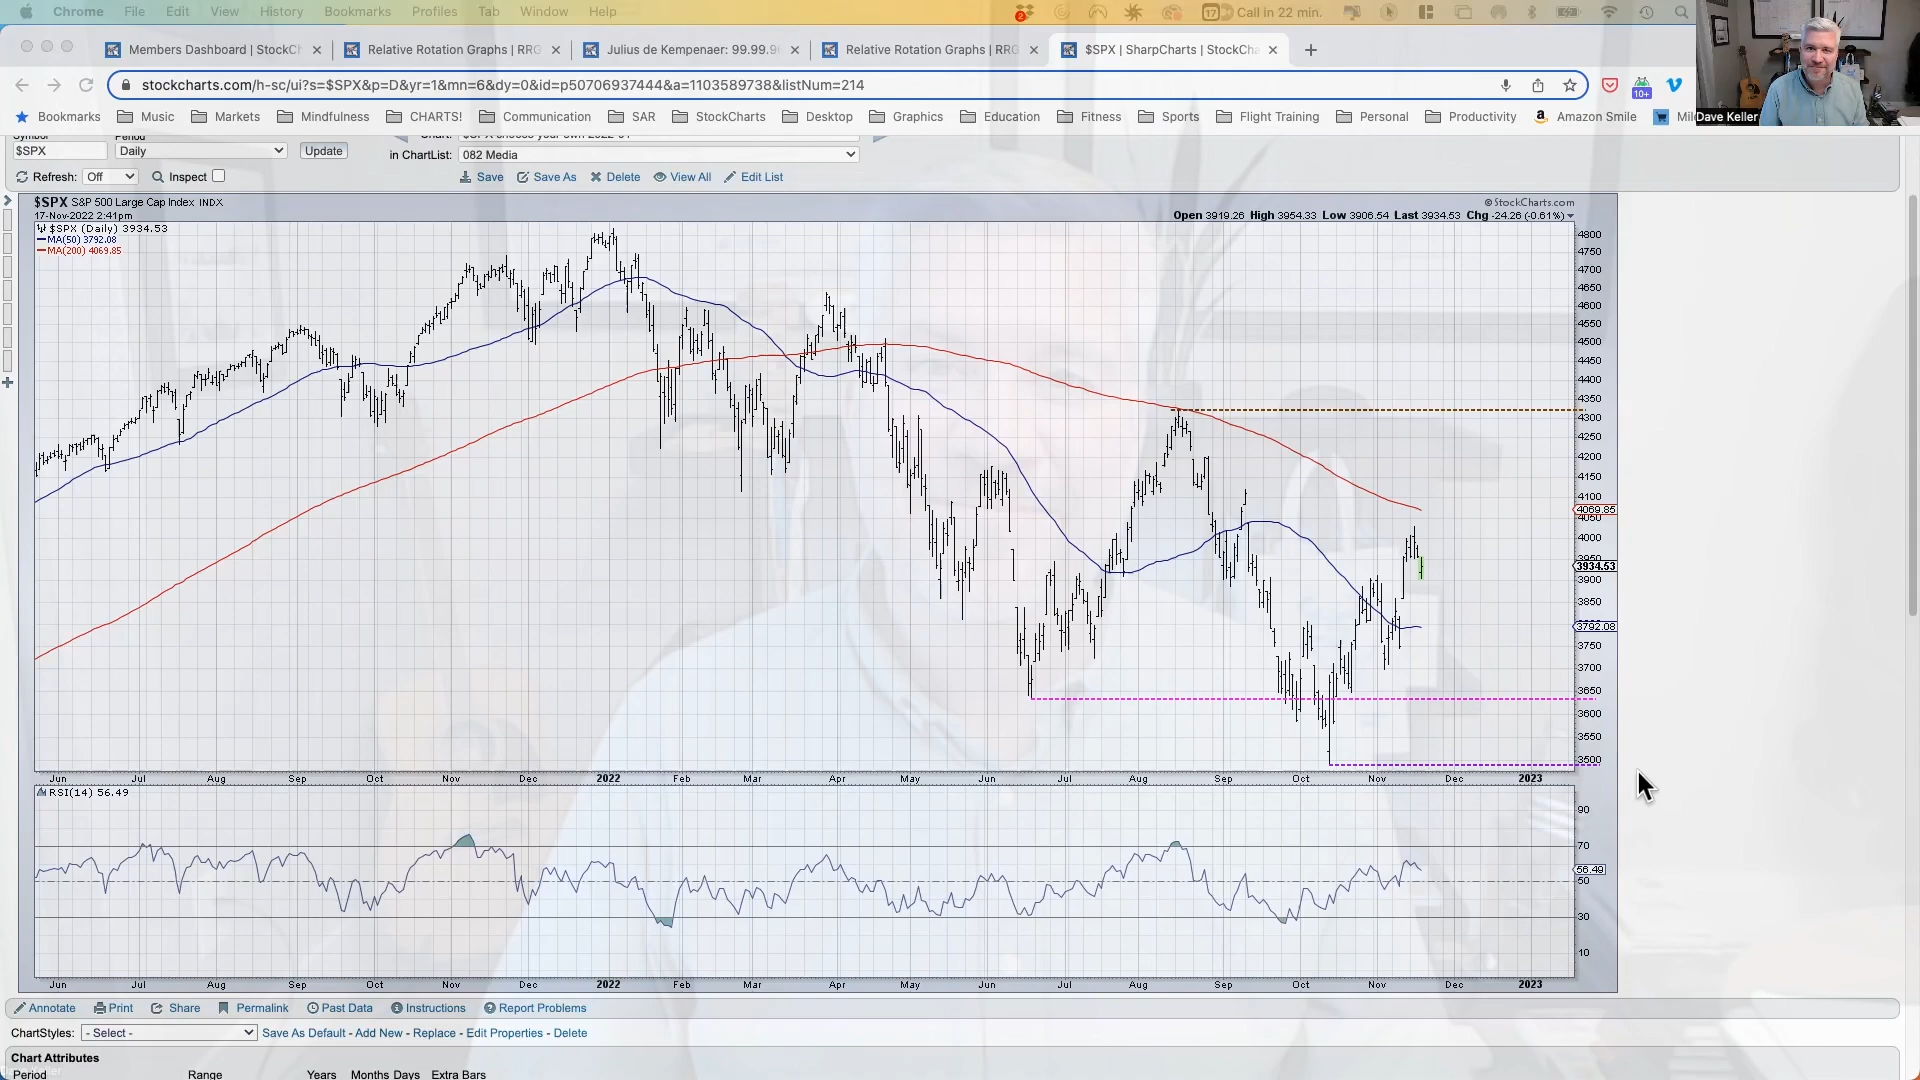 Chrome File Edit View History Bookmarks Profiles Tab Window Help 2 17 Call in 22 min.
Members Dashboard | StockCh Relative Rotation Graphs | RRG Julius de Kempenaer: 99.99.9 Relative Rotation Graphs | RRG $SPX | SharpCharts | StockCha
stockcharts.com/h-sc/ui?s=$SPX&p=D&yr=1&mn=6&dy=0&id=p50706937444&a=1103589738&listNum=214
10+
Bookmarks Music Markets Mindfulness CHARTS! Communication SAR StockCharts Desktop Graphics Education Fitness Sports Flight Training Personal Productivity Amazon Smile Mil
Dave Keller
Symbol Period
$SPX Daily Update in ChartList: 082 Media
Refresh: Off Inspect Save Save As Delete View All Edit List
$SPX S&P 500 Large Cap Index INDX © StockCharts.com
17-Nov-2022 2:41pm Open 3919.26 High 3954.33 Low 3906.54 Last 3934.53 Chg -24.26 (-0.61%)
$SPX (Daily) 3934.53
MA(50) 3792.08
MA(200) 4069.85
4800
4750
4700
4650
4600
4550
4500
4450
4400
4350
4300
4250
4200
4150
4100
4069.85
4050
4000
3950
3934.53
3900
3850
3792.08
3750
3700
3650
3600
3550
3500
Jun Jul Aug Sep Oct Nov Dec 2022 Feb Mar Apr May Jun Jul Aug Sep Oct Nov Dec 2023
RSI(14) 56.49
90
70
56.49
50
30
10
Jun Jul Aug Sep Oct Nov Dec 2022 Feb Mar Apr May Jun Jul Aug Sep Oct Nov Dec 2023
Annotate Print Share Permalink Past Data Instructions Report Problems
ChartStyles: - Select - Save As Default - Add New - Replace - Edit Properties - Delete
Chart Attributes
Period Range Years Months Days Extra Bars